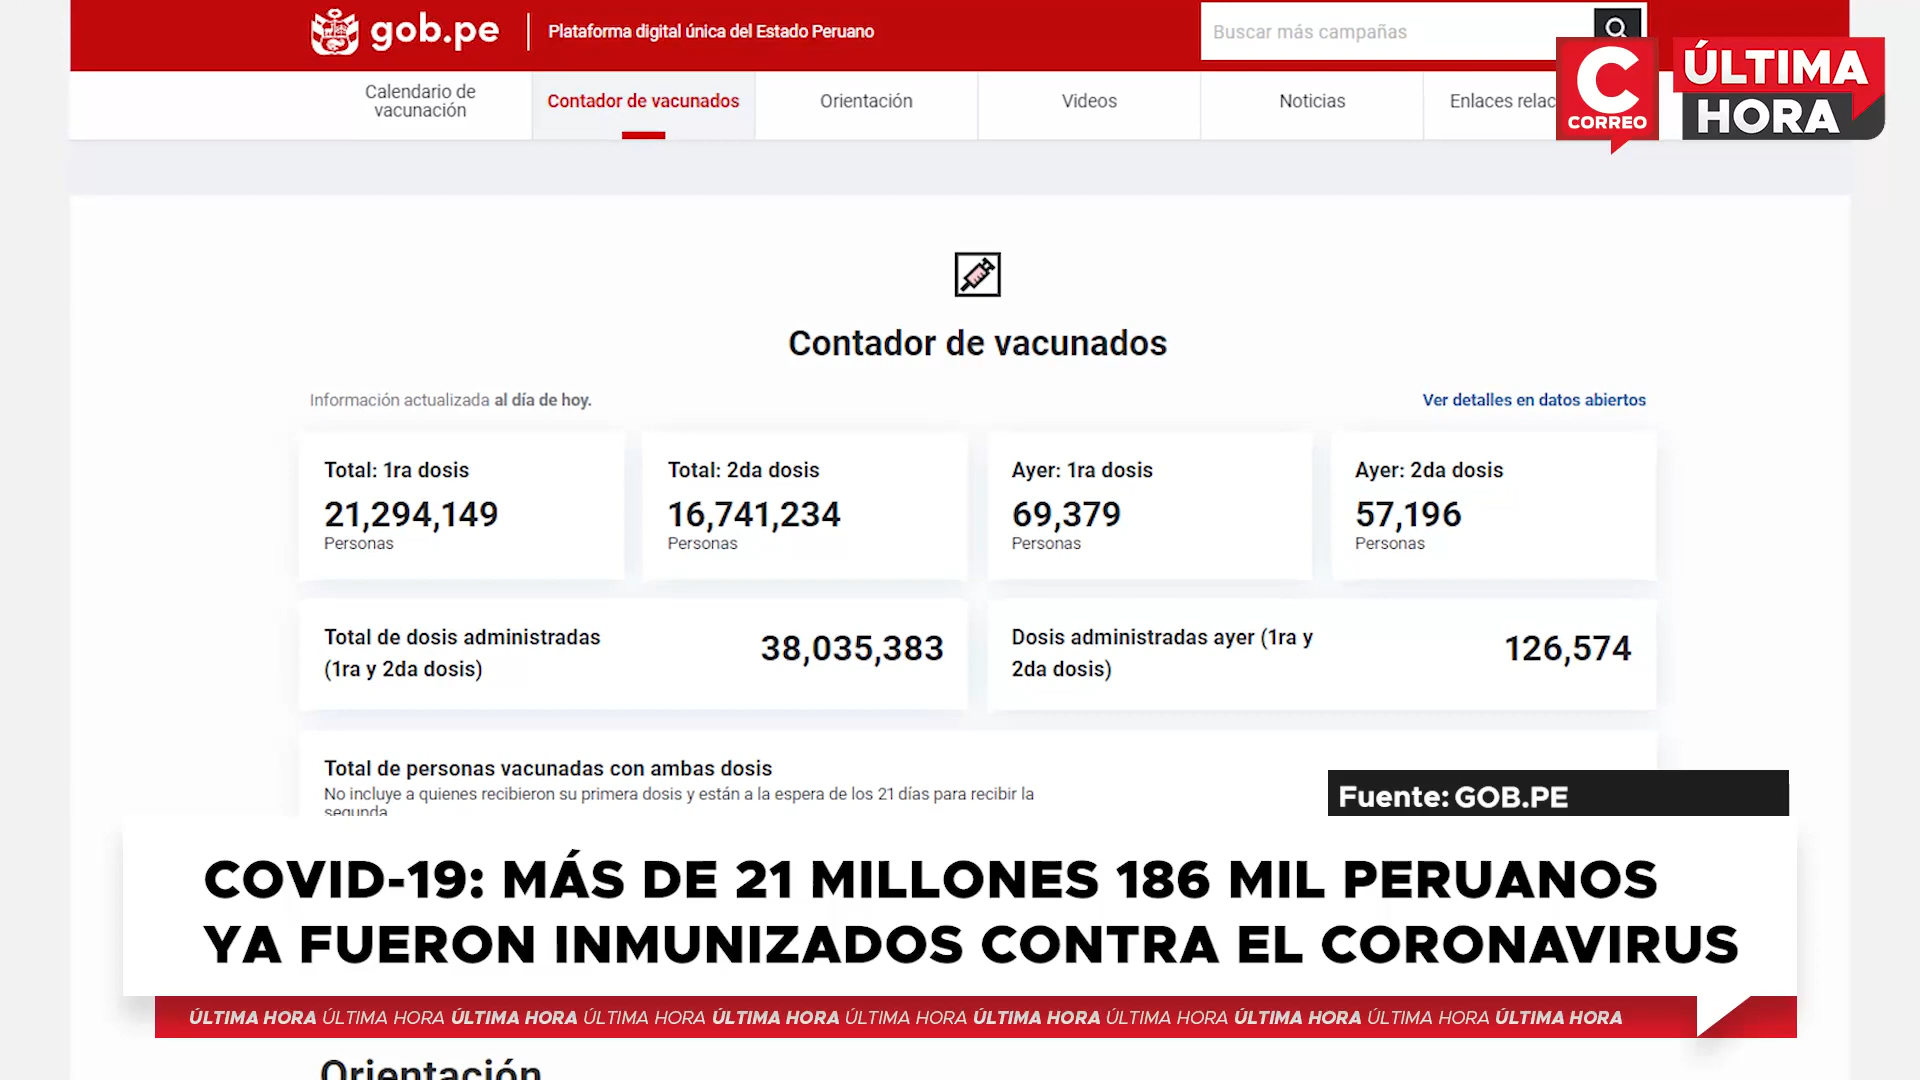 gob.pe
Plataforma digital única del Estado Peruano
Buscar más campañas
C
CORREO
ÚLTIMA
HORA
Calendario de
vacunación
Contador de vacunados
Orientación
Videos
Noticias
Enlaces relac
Contador de vacunados
Información actualizada al día de hoy.
Ver detalles en datos abiertos
Total: 1ra dosis
21,294,149
Personas
Total: 2da dosis
16,741,234
Personas
Ayer: 1ra dosis
69,379
Personas
Ayer: 2da dosis
57,196
Personas
Total de dosis administradas
(1ra y 2da dosis)
38,035,383
Dosis administradas ayer (1ra y
2da dosis)
126,574
Total de personas vacunadas con ambas dosis
No incluye a quienes recibieron su primera dosis y están a la espera de los 21 días para recibir la
segunda
Fuente: GOB.PE
COVID-19: MÁS DE 21 MILLONES 186 MIL PERUANOS
YA FUERON INMUNIZADOS CONTRA EL CORONAVIRUS
ÚLTIMA HORA ÚLTIMA HORA ÚLTIMA HORA ÚLTIMA HORA ÚLTIMA HORA ÚLTIMA HORA ÚLTIMA HORA ÚLTIMA HORA ÚLTIMA HORA ÚLTIMA HORA ÚLTIMA HORA
Orientación